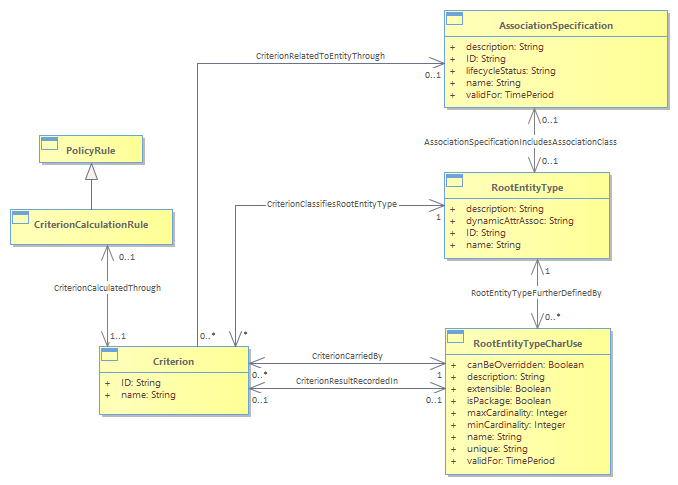 AssociationSpecification
+ description: String
+ ID: String
+ lifecycleStatus: String
+ name: String
+ validFor: TimePeriod
CriterionRelatedToEntityThrough
0..1
0..1
AssociationSpecificationIncludesAssociationClass
0..1
PolicyRule
RootEntityType
+ description: String
+ dynamicAttrAssoc: String
+ ID: String
+ name: String
CriterionClassifiesRootEntityType
1
CriterionCalculationRule
0..1
1
CriterionCalculatedThrough
RootEntityTypeFurtherDefinedBy
0..*
1..1
0..*
*
Criterion
+ ID: String
+ name: String
RootEntityTypeCharUse
+ canBeOverridden: Boolean
+ description: String
+ extensible: Boolean
+ isPackage: Boolean
+ maxCardinality: Integer
+ minCardinality: Integer
+ name: String
+ unique: String
+ validFor: TimePeriod
CriterionCarriedBy
0..*
1
CriterionResultRecordedIn
0..1
0..1